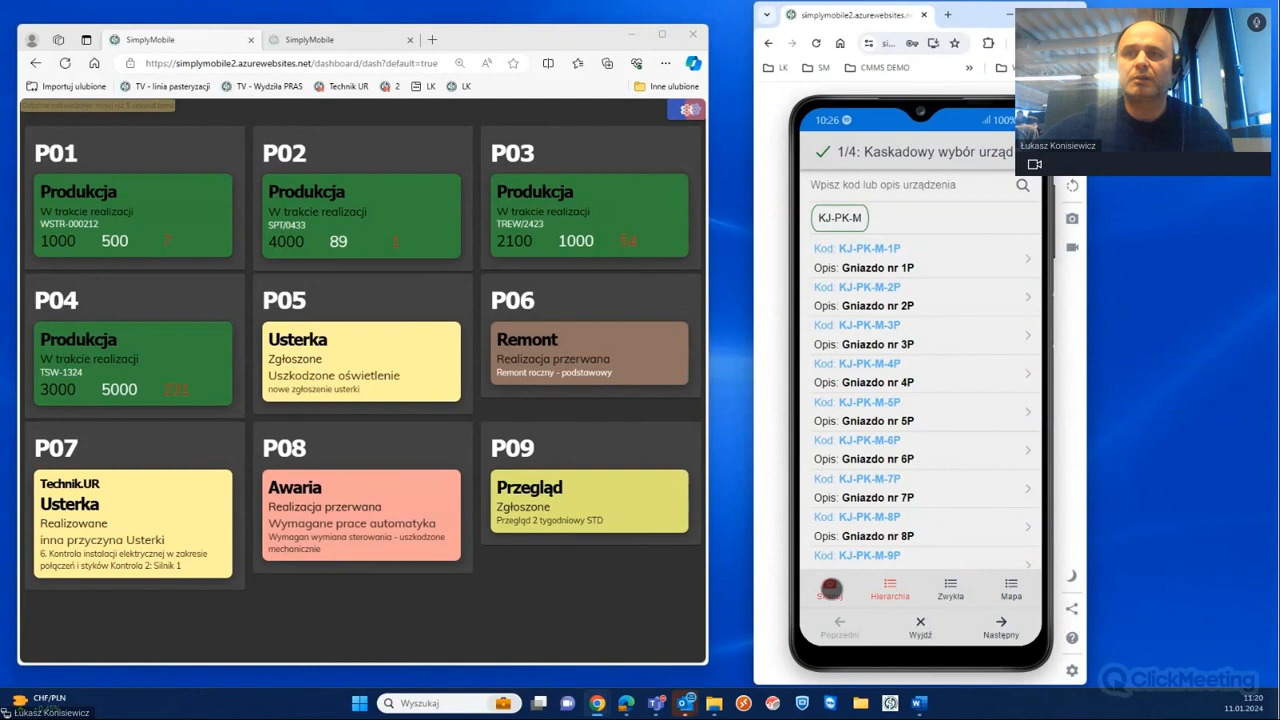 SimplyMobile
SimplyMobile
https://simplymobile2.azurewebsites.net/dashboard/dash?default=true
Importuj ulubione
TV - linia pasteryzacji
TV - Wydziła PRAS
Technik UR
2
LK
LK
Inne ulubione
P01
Produkcja
W trakcie realizacji
WSTR-000212
1000 500 7
P02
Produkcja
W trakcie realizacji
SPT/0433
4000 89 1
P03
Produkcja
W trakcie realizacji
TREW/2423
2100 1000 54
P04
Produkcja
W trakcie realizacji
TSW-1324
3000 5000
P05
Usterka
Zgłoszone
Uszkodzone oświetlenie
nowe zgłoszenie usterki
P06
Remont
Realizacja przerwana
Remont roczny - podstawowy
P07
Technik.UR
Usterka
Realizowane
inna przyczyna Usterki
6. Kontrola instalacji elektrycznej w zakresie
połączeń i styków Kontrola 2: Silnik 1
P08
Awaria
Realizacja przerwana
Wymagane prace automatyka
Wymagan wymiana sterowania - uszkodzone
mechanicznie
P09
Przegląd
Zgłoszone
Przegląd 2 tygodniowy STD
simplymobile2.azurewebsites.ne
si...
LK
SM
CMMS DEMO
10:26
100%
1/4: Kaskadowy wybór urząd
Wpisz kod lub opis urządzenia
KJ-PK-M
Kod: KJ-PK-M-1P
Opis: Gniazdo nr 1P
Kod: KJ-PK-M-2P
Opis: Gniazdo nr 2P
Kod: KJ-PK-M-3P
Opis: Gniazdo nr 3P
Kod: KJ-PK-M-4P
Opis: Gniazdo nr 4P
Kod: KJ-PK-M-5P
Opis: Gniazdo nr 5P
Kod: KJ-PK-M-6P
Opis: Gniazdo nr 6P
Kod: KJ-PK-M-7P
Opis: Gniazdo nr 7P
Kod: KJ-PK-M-8P
Opis: Gniazdo nr 8P
Kod: KJ-PK-M-9P
Hierarchia
Zwykła
Mapa
Poprzedni
Wyjdź
Następny
Łukasz Konisiewicz
ClickMeeting
CHF/PLN
Łukasz Konisiewicz
Wyszukaj
11:20
11.01.2024